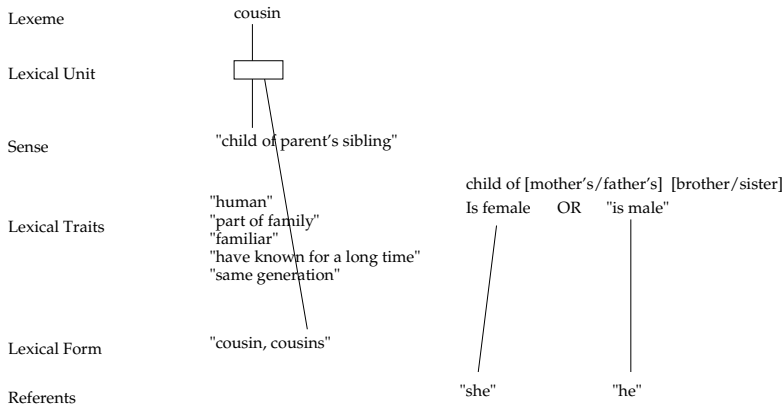 Lexeme cousin
Lexical Unit
Sense "child of parent’s sibling"
child of [mother’s/father’s] [brother/sister]
"human" Is female OR "is male"
Lexical Traits "part of family"
"familiar"
"have known for a long time"
"same generation"
Lexical Form "cousin, cousins"
Referents "she" "he"